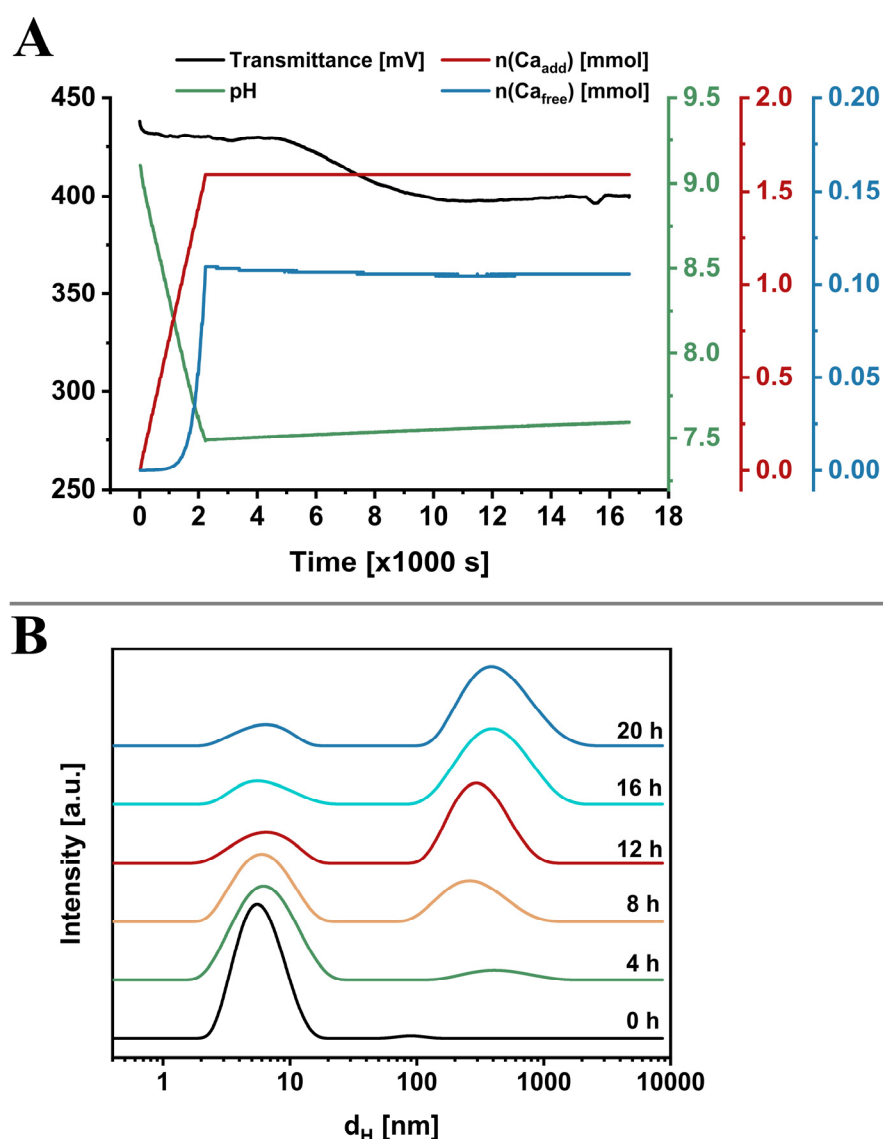 A
Transmittance [mV]
n(Ca_add) [mmol]
pH
n(Ca_free) [mmol]
450
400
350
300
250
9.5
9.0
8.5
8.0
7.5
2.0
1.5
1.0
0.5
0.0
0.20
0.15
0.10
0.05
0.00
0 2 4 6 8 10 12 14 16 18
Time [x1000 s]
B
Intensity [a.u.]
20 h
16 h
12 h
8 h
4 h
0 h
1 10 100 1000 10000
d_H [nm]